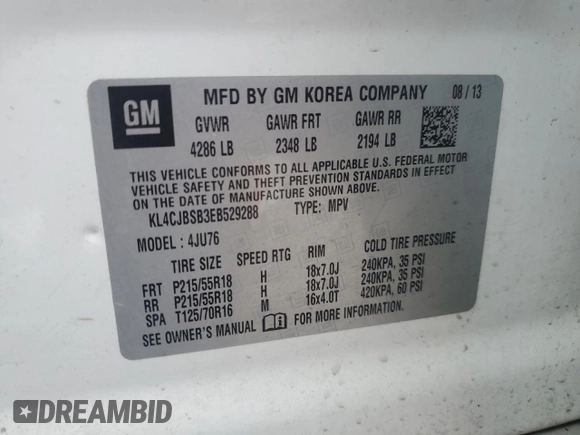 GM
MFD BY GM KOREA COMPANY 08 / 13
GVWR GAWR FRT GAWR RR
4286 LB 2348 LB 2194 LB
THIS VEHICLE CONFORMS TO ALL APPLICABLE U.S. FEDERAL MOTOR
VEHICLE SAFETY AND THEFT PREVENTION STANDARDS IN EFFECT
ON THE DATE OF MANUFACTURE SHOWN ABOVE.
KL4CJBSB3EB529288 TYPE: MPV
MODEL : 4JU76
TIRE SIZE SPEED RTG RIM COLD TIRE PRESSURE
FRT P215/55R18 H 18x7.0J 240KPA, 35 PSI
RR P215/55R18 H 18x7.0J 240KPA, 35 PSI
SPA T125/70R16 M 16x4.0T 420KPA, 60 PSI
SEE OWNER'S MANUAL FOR MORE INFORMATION.
DREAMBID